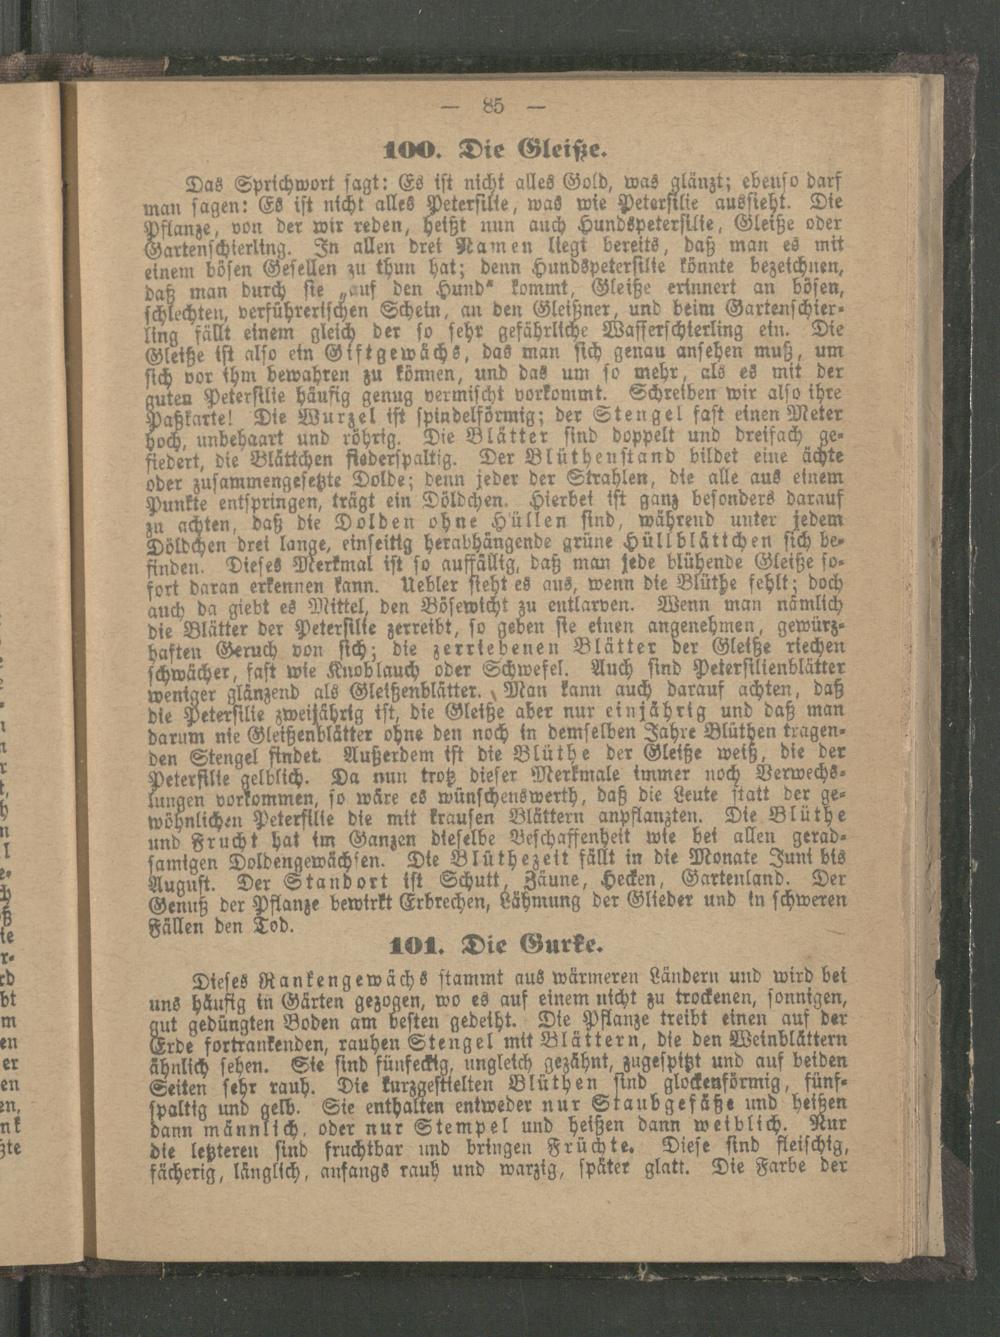 — 85 —
100. Die Gleiße.
Das Sprichwort sagt: Es ist nicht alles Gold, was glänzt; ebenso darf
man sagen: Es ist nicht alles Petersilie, was wie Petersilie aussieht. Die
Pflanze, von der wir reden, heißt nun auch Hundspetersilie, Gleiße oder
Gartenschierling. In allen drei Namen liegt bereits, daß man es mit
einem bösen Gesellen zu thun hat; denn Hundspetersilie könnte bezeichnen,
daß man durch sie „auf den Hund“ kommt, Gleiße erinnert an bösen,
schlechten, verführerischen Schein, an den Gleißner, und beim Gartenschier-
ling fällt einem gleich der so sehr gefährliche Wasserschierling ein. Die
Gleiße ist also ein Giftgewächs, das man sich genau ansehen muß, um
sich vor ihm bewahren zu können, und das um so mehr, als es mit der
guten Petersilie häufig genug vermischt vorkommt. Schreiben wir also ihre
Paßkarte! Die Wurzel ist spindelförmig; der Stengel fast einen Meter
hoch, unbehaart und röhrig. Die Blätter sind doppelt und dreifach ge-
fiedert, die Blättchen fiederspaltig. Der Blüthenstand bildet eine ächte
oder zusammengesetzte Dolde; denn jeder der Strahlen, die alle aus einem
Punkte entspringen, trägt ein Döldchen. Hierbei ist ganz besonders darauf
zu achten, daß die Dolden ohne Hüllen sind, während unter jedem
Döldchen drei lange, einseitig herabhängende grüne Hüllblättchen sich be-
finden. Dieses Merkmal ist so auffällig, daß man jede blühende Gleiße so-
fort daran erkennen kann. Uebler sieht es aus, wenn die Blüthe fehlt; doch
auch da giebt es Mittel, den Bösewicht zu entlarven. Wenn man nämlich
die Blätter der Petersilie zerreibt, so geben sie einen angenehmen, gewürz-
haften Geruch von sich; die zerriebenen Blätter der Gleiße riechen
schwächer, fast wie Knoblauch oder Schwefel. Auch sind Petersilienblätter
weniger glänzend als Gleißenblätter. Man kann auch darauf achten, daß
die Petersilie zweijährig ist, die Gleiße aber nur einjährig und daß man
darum nie Gleißenblätter ohne den noch in demselben Jahre Blüthen tragen-
den Stengel findet. Außerdem ist die Blüthe der Gleiße weiß, die der
Petersilie gelblich. Da nun trotz dieser Merkmale immer noch Verwechs-
lungen vorkommen, so wäre es wünschenswerth, daß die Leute statt der ge-
wöhnlichen Petersilie die mit krausen Blättern anpflanzten. Die Blüthe
und Frucht hat im Ganzen dieselbe Beschaffenheit wie bei allen gerad-
samigen Doldengewächsen. Die Blüthezeit fällt in die Monate Juni bis
August. Der Standort ist Schutt, Zäune, Hecken, Gartenland. Der
Genuß der Pflanze bewirkt Erbrechen, Lähmung der Glieder und in schweren
Fällen den Tod.
101. Die Gurke.
Dieses Rankengewächs stammt aus wärmeren Ländern und wird bei
uns häufig in Gärten gezogen, wo es auf einem nicht zu trockenen, sonnigen,
gut gedüngten Boden am besten gedeiht. Die Pflanze treibt einen auf der
Erde fortrankenden, rauhen Stengel mit Blättern, die den Weinblättern
ähnlich sehen. Sie sind fünfeckig, ungleich gezähnt, zugespitzt und auf beiden
Seiten sehr rauh. Die kurzgestielten Blüthen sind glockenförmig, fünf-
spaltig und gelb. Sie enthalten entweder nur Staubgefäße und heißen
dann männlich, oder nur Stempel und heißen dann weiblich. Nur
die letzteren sind fruchtbar und bringen Früchte. Diese sind fleischig,
fächerig, länglich, anfangs rauh und warzig, später glatt. Die Farbe der